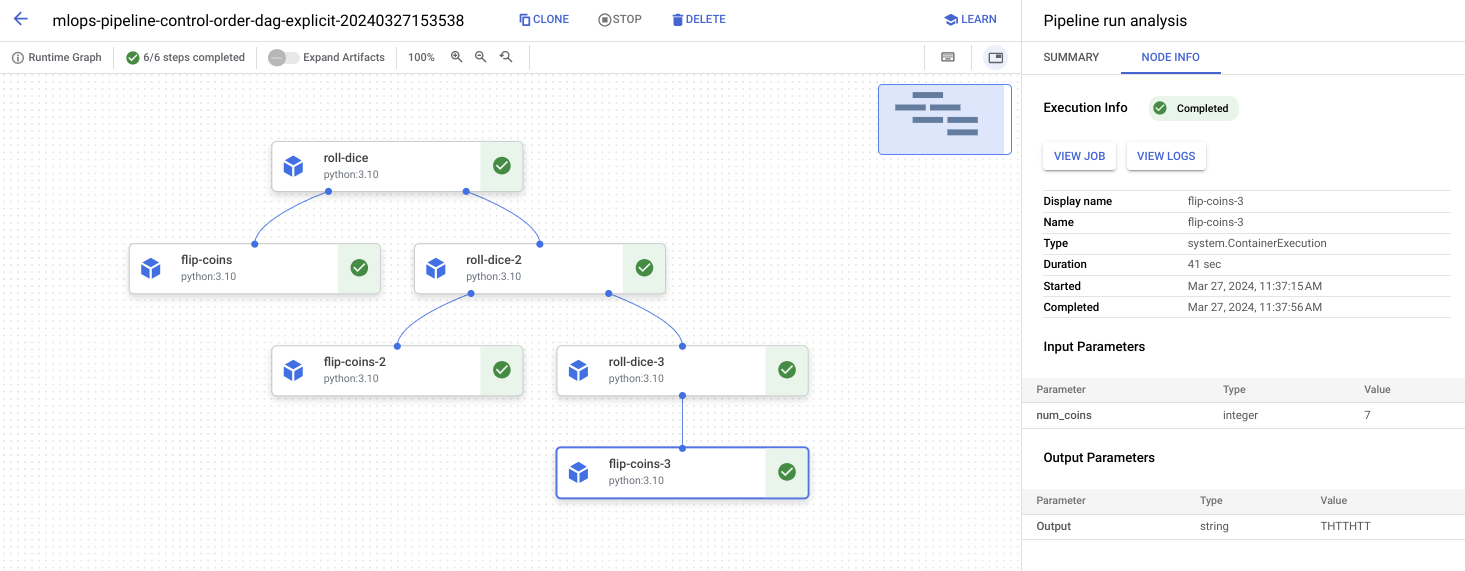 mlops-pipeline-control-order-dag-explicit-20240327153538 CLONE STOP DELETE LEARN
Runtime Graph 6/6 steps completed Expand Artifacts 100%
roll-dice
python:3.10
flip-coins
python:3.10
roll-dice-2
python:3.10
flip-coins-2
python:3.10
roll-dice-3
python:3.10
flip-coins-3
python:3.10
Pipeline run analysis
SUMMARY NODE INFO
Execution Info Completed
VIEW JOB VIEW LOGS
Display name flip-coins-3
Name flip-coins-3
Type system.ContainerExecution
Duration 41 sec
Started Mar 27, 2024, 11:37:15 AM
Completed Mar 27, 2024, 11:37:56 AM
Input Parameters
Parameter Type Value
num_coins integer 7
Output Parameters
Parameter Type Value
Output string THTTHTT